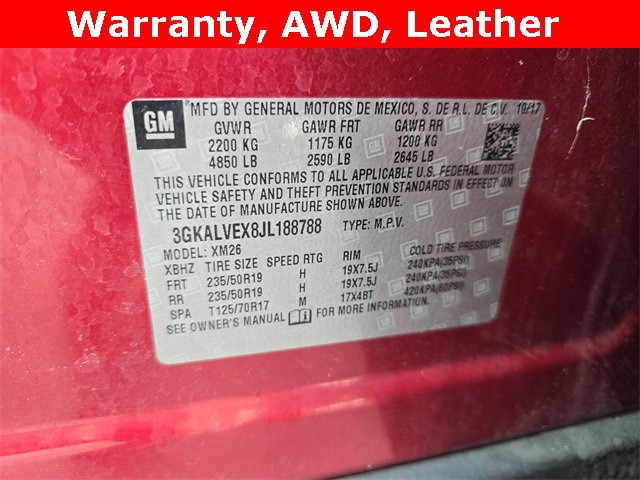 Warranty, AWD, Leather
GM
MFD BY GENERAL MOTORS DE MEXICO, S. DE R.L. DE C.V. 10/17
GVWR GAWR FRT GAWR RR
2200 KG 1175 KG 1200 KG
4850 LB 2590 LB 2645 LB
THIS VEHICLE CONFORMS TO ALL APPLICABLE U.S. FEDERAL MOTOR
VEHICLE SAFETY AND THEFT PREVENTION STANDARDS IN EFFECT ON
DATE OF MANUFACTURE SHOWN ABOVE.
3GKALVEX8JL188788 TYPE: M.P.V.
MODEL: XM26
XBHZ TIRE SIZE SPEED RTG RIM COLD TIRE PRESSURE
FRT 235/50R19 H 19X7.5J 240KPA(35PSI)
RR 235/50R19 H 19X7.5J 240KPA(35PSI)
SPA T125/70R17 M 17X4BT 420KPA(60PSI)
SEE OWNER'S MANUAL FOR MORE INFORMATION.